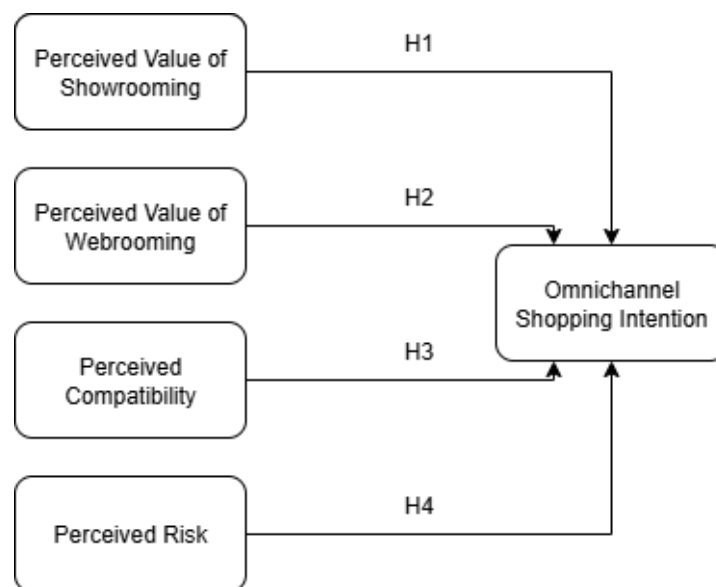 Perceived Value of
Showrooming
H1
Perceived Value of
Webrooming
H2
Omnichannel
Shopping Intention
Perceived
Compatibility
H3
Perceived Risk
H4